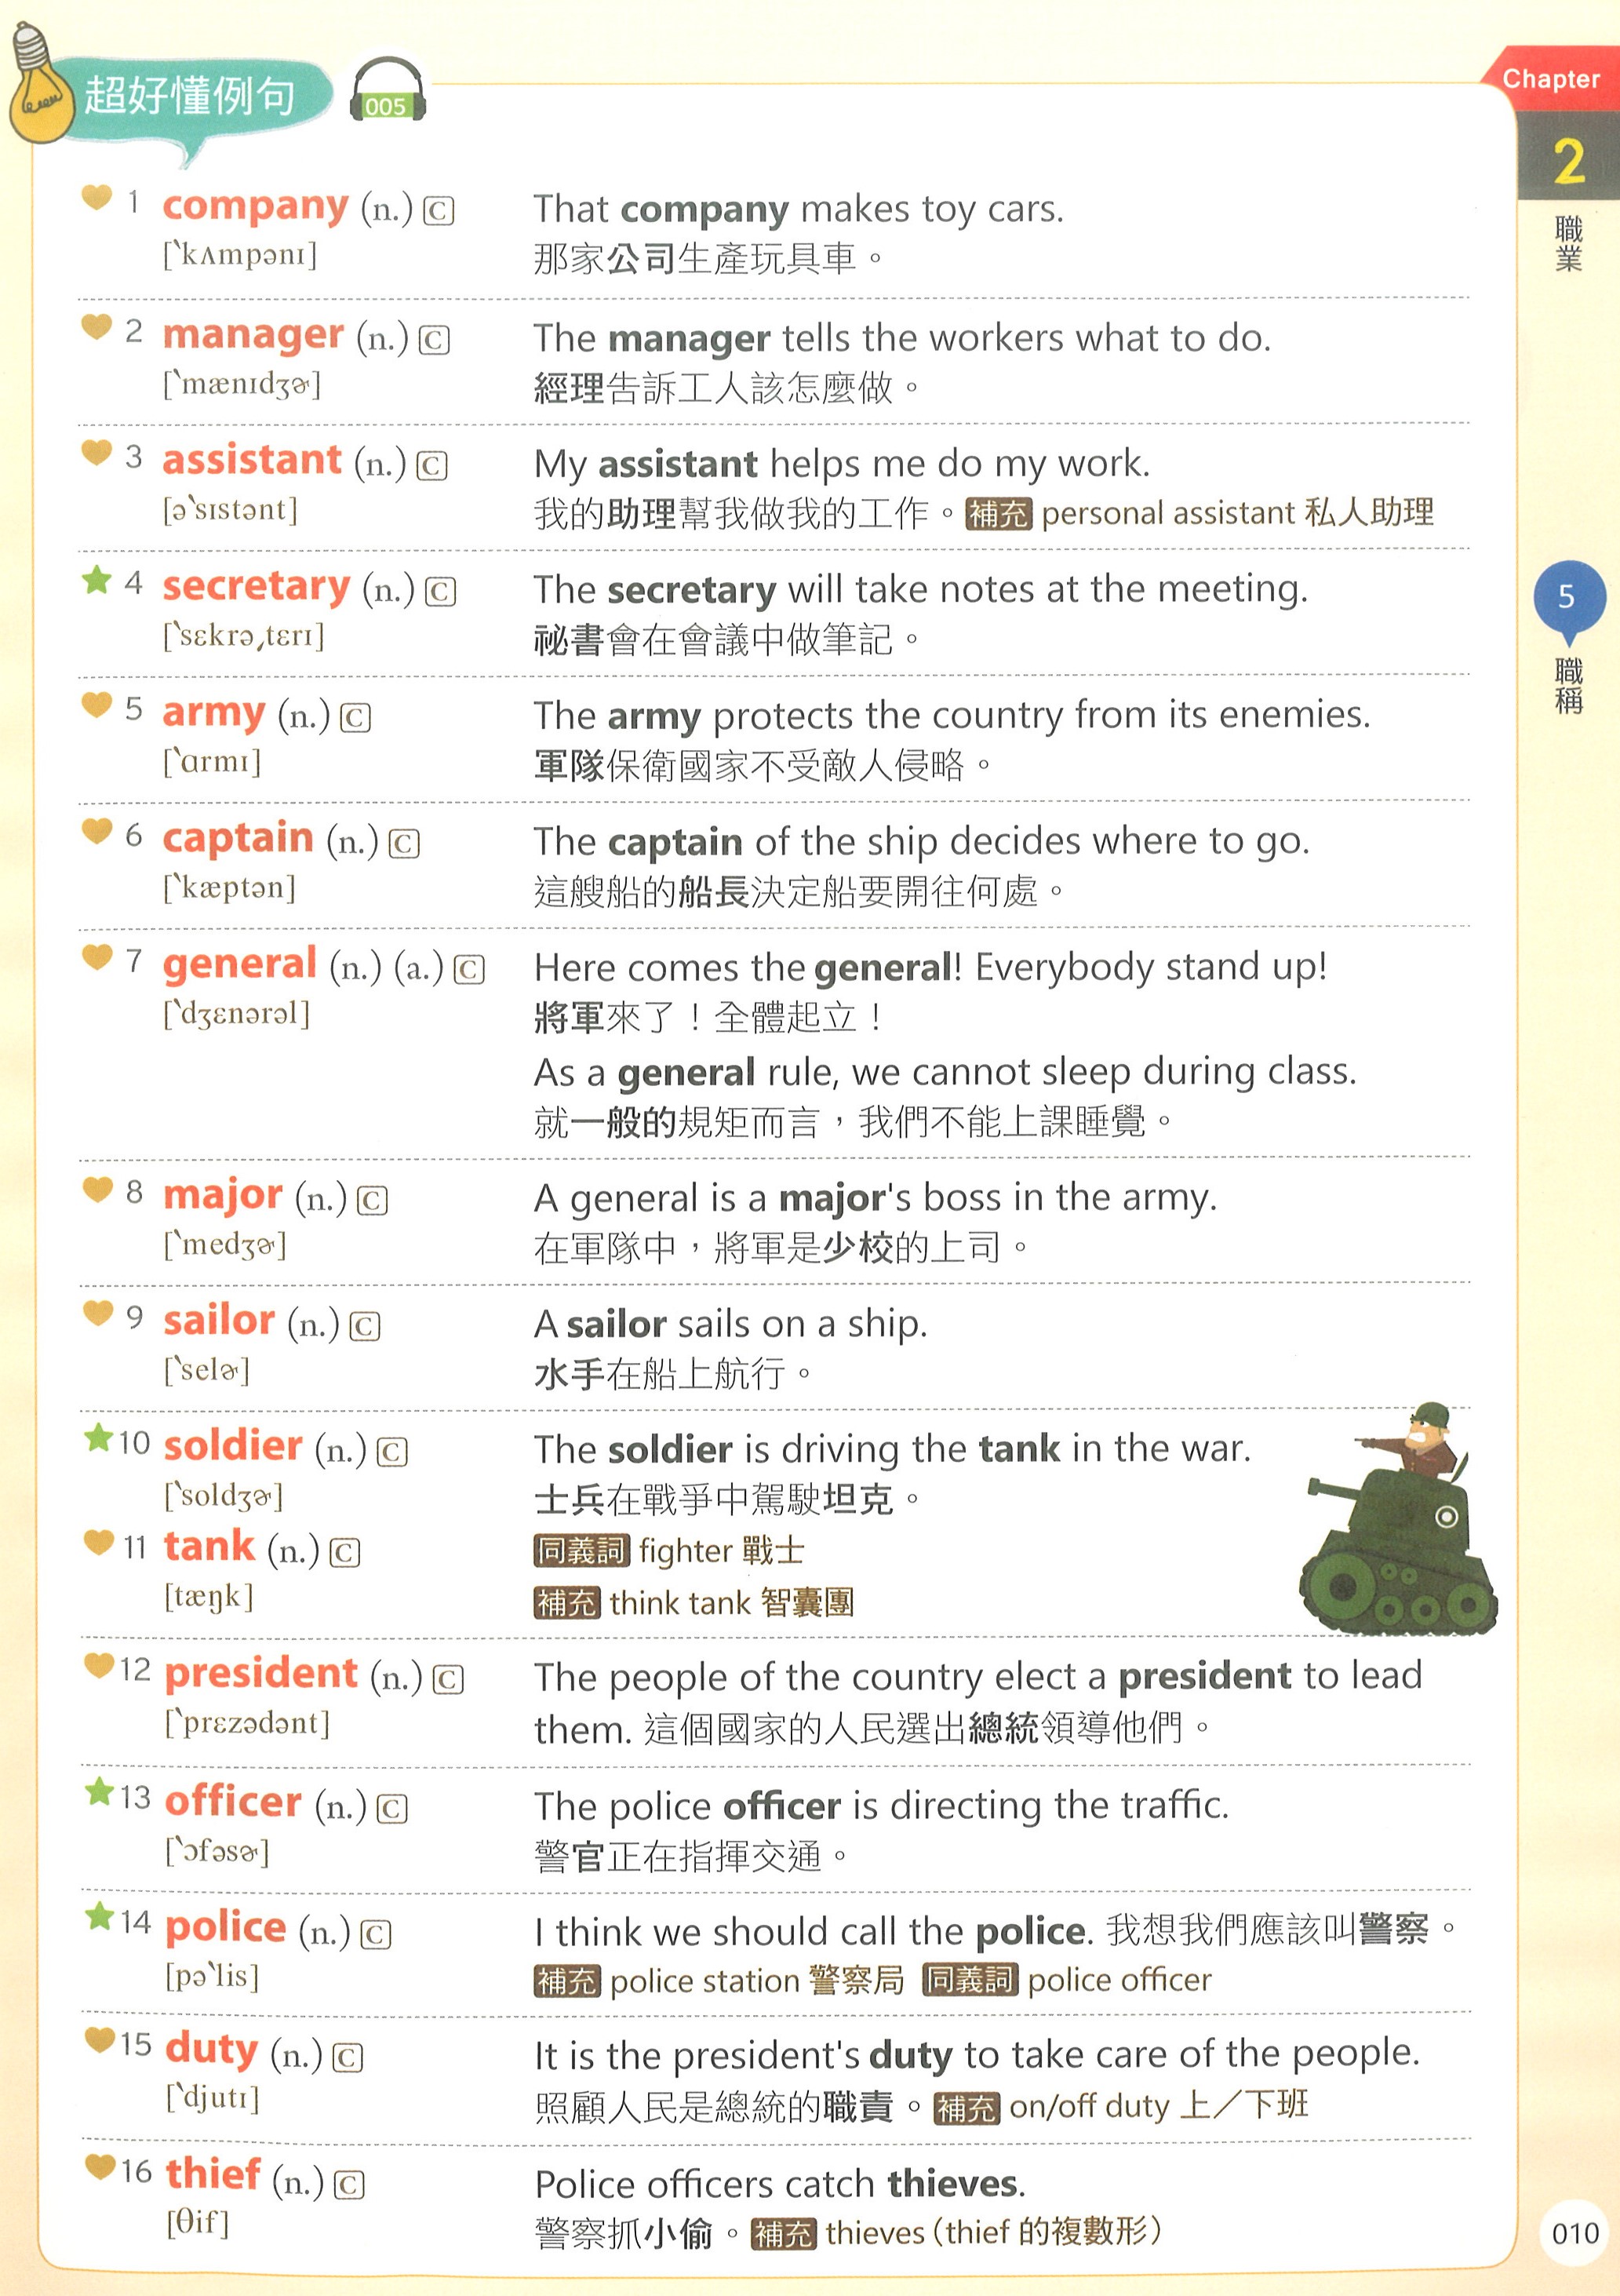 超好懂例句
005
Chapter
2
職業
5
職稱
1 company (n.) C
[ˋkʌmpənɪ]
That company makes toy cars.
那家公司生產玩具車。
2 manager (n.) C
[ˋmænɪdʒɚ]
The manager tells the workers what to do.
經理告訴工人該怎麼做。
3 assistant (n.) C
[əˋsɪstənt]
My assistant helps me do my work.
我的助理幫我做我的工作。補充 personal assistant 私人助理
4 secretary (n.) C
[ˋsɛkrə͵tɛrɪ]
The secretary will take notes at the meeting.
祕書會在會議中做筆記。
5 army (n.) C
[ˋɑrmɪ]
The army protects the country from its enemies.
軍隊保衛國家不受敵人侵略。
6 captain (n.) C
[ˋkæptən]
The captain of the ship decides where to go.
這艘船的船長決定船要開往何處。
7 general (n.) (a.) C
[ˋdʒɛnərəl]
Here comes the general! Everybody stand up!
將軍來了！全體起立！
As a general rule, we cannot sleep during class.
就一般的規矩而言，我們不能上課睡覺。
8 major (n.) C
[ˋmedʒɚ]
A general is a major's boss in the army.
在軍隊中，將軍是少校的上司。
9 sailor (n.) C
[ˋselɚ]
A sailor sails on a ship.
水手在船上航行。
10 soldier (n.) C
[ˋsoldʒɚ]
The soldier is driving the tank in the war.
士兵在戰爭中駕駛坦克。
11 tank (n.) C
[tæŋk]
同義詞 fighter 戰士
補充 think tank 智囊團
12 president (n.) C
[ˋprɛzədənt]
The people of the country elect a president to lead
them. 這個國家的人民選出總統領導他們。
13 officer (n.) C
[ˋɔfəsɚ]
The police officer is directing the traffic.
警官正在指揮交通。
14 police (n.) C
[pəˋlis]
I think we should call the police. 我想我們應該叫警察。
補充 police station 警察局 同義詞 police officer
15 duty (n.) C
[ˋdjutɪ]
It is the president's duty to take care of the people.
照顧人民是總統的職責。補充 on/off duty 上／下班
16 thief (n.) C
[θif]
Police officers catch thieves.
警察抓小偷。補充 thieves（thief 的複數形）
010